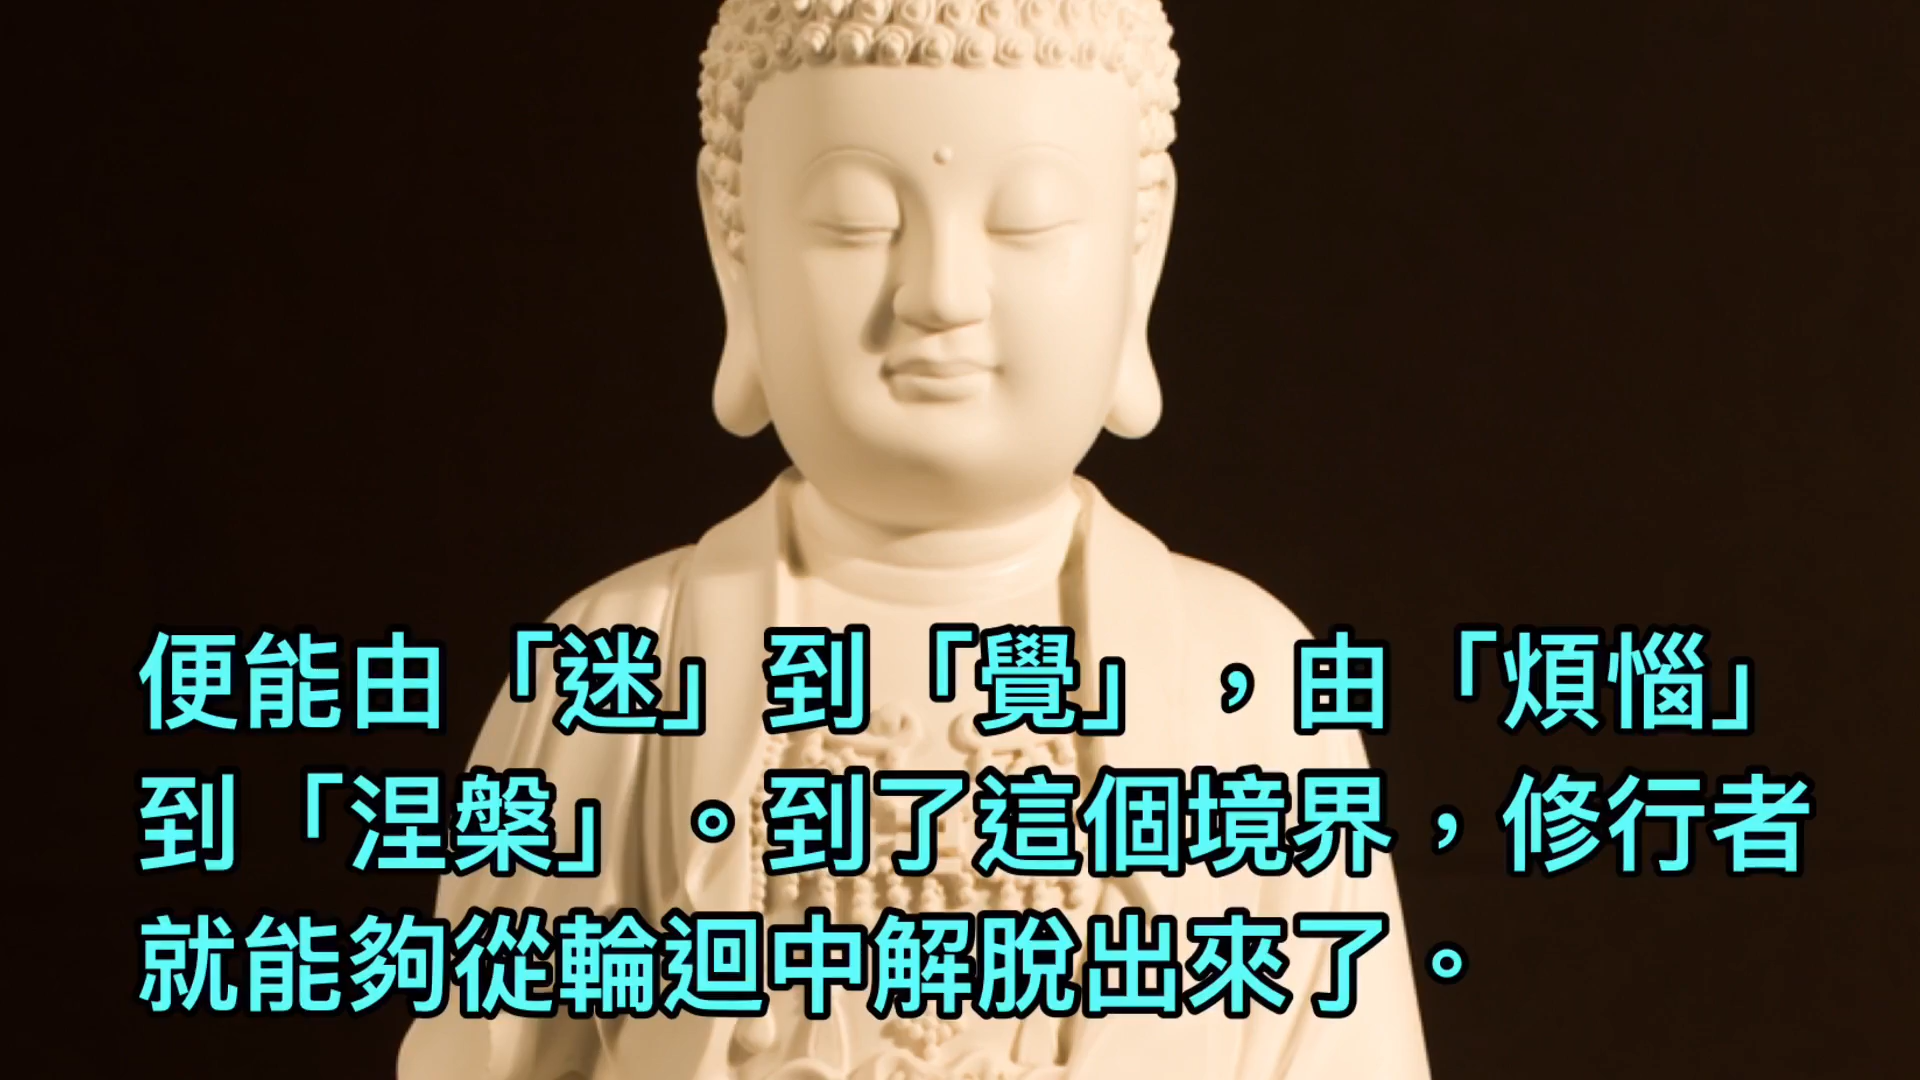 便能由「迷」到「覺」，由「煩惱」
到「涅槃」。到了這個境界，修行者
就能夠從輪迴中解脫出來了。